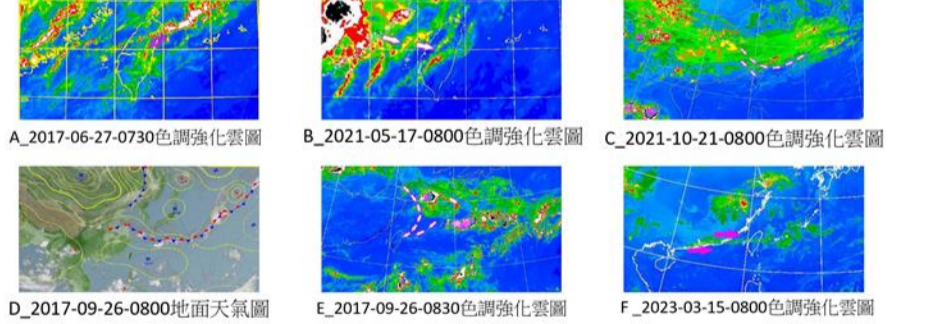 A_2017-06-27-0730色調強化雲圖
B_2021-05-17-0800色調強化雲圖
C_2021-10-21-0800色調強化雲圖
D_2017-09-26-0800地面天氣圖
E_2017-09-26-0830色調強化雲圖
F_2023-03-15-0800色調強化雲圖